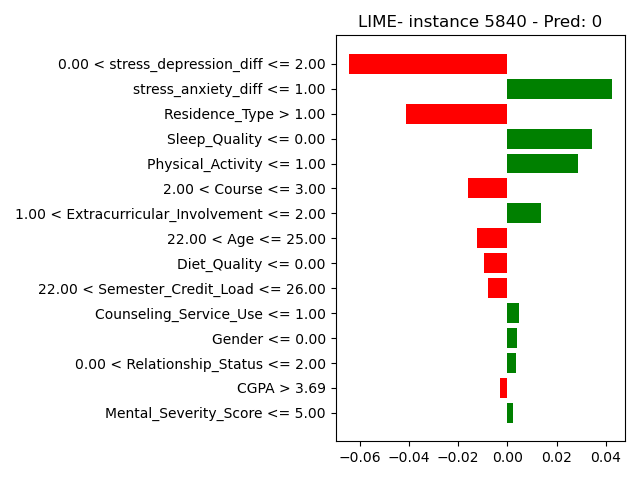 LIME- instance 5840 - Pred: 0
0.00 < stress_depression_diff <= 2.00
stress_anxiety_diff <= 1.00
Residence_Type > 1.00
Sleep_Quality <= 0.00
Physical_Activity <= 1.00
2.00 < Course <= 3.00
1.00 < Extracurricular_Involvement <= 2.00
22.00 < Age <= 25.00
Diet_Quality <= 0.00
22.00 < Semester_Credit_Load <= 26.00
Counseling_Service_Use <= 1.00
Gender <= 0.00
0.00 < Relationship_Status <= 2.00
CGPA > 3.69
Mental_Severity_Score <= 5.00
−0.06 −0.04 −0.02 0.00 0.02 0.04